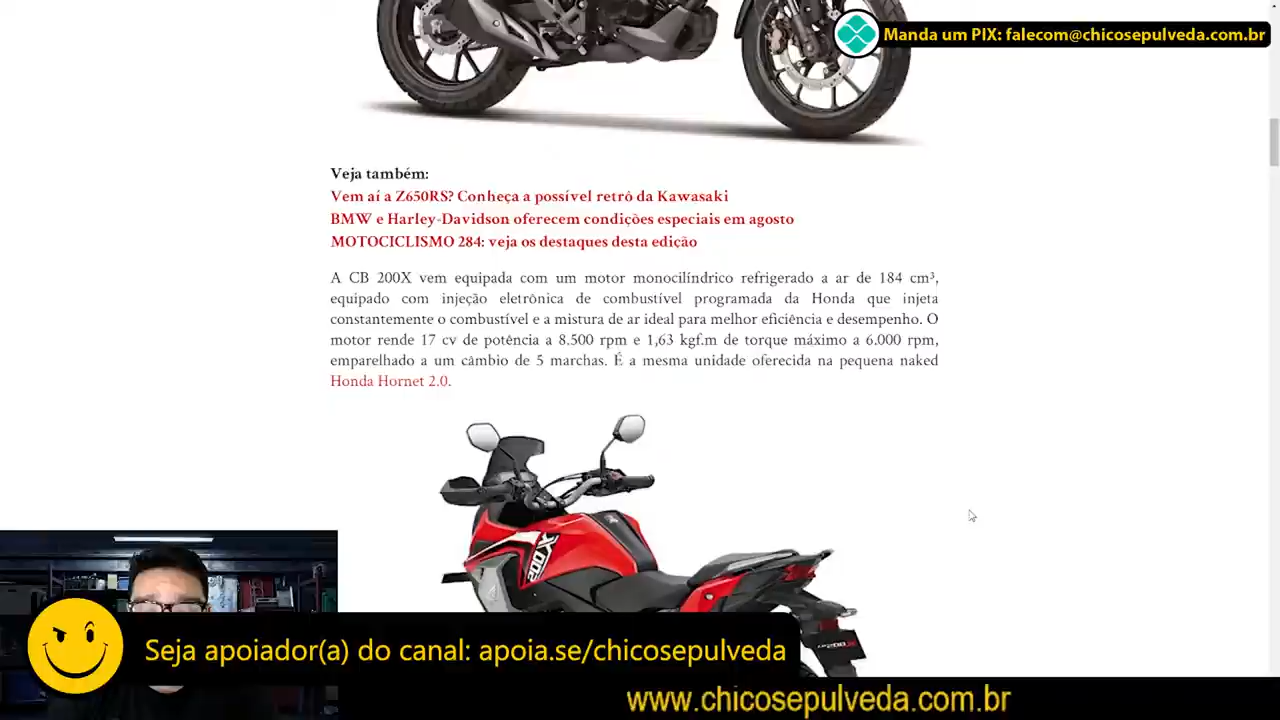 Manda um PIX: falecom@chicosepulveda.com.br
Veja também:
Vem aí a Z650RS? Conheça a possível retrô da Kawasaki
BMW e Harley-Davidson oferecem condições especiais em agosto
MOTOCICLISMO 284: veja os destaques desta edição
A CB 200X vem equipada com um motor monocilíndrico refrigerado a ar de 184 cm³,
equipado com injeção eletrônica de combustível programada da Honda que injeta
constantemente o combustível e a mistura de ar ideal para melhor eficiência e desempenho. O
motor rende 17 cv de potência a 8.500 rpm e 1,63 kgf.m de torque máximo a 6.000 rpm,
emparelhado a um câmbio de 5 marchas. É a mesma unidade oferecida na pequena naked
Honda Hornet 2.0.
200X
Seja apoiador(a) do canal: apoia.se/chicosepulveda
www.chicosepulveda.com.br